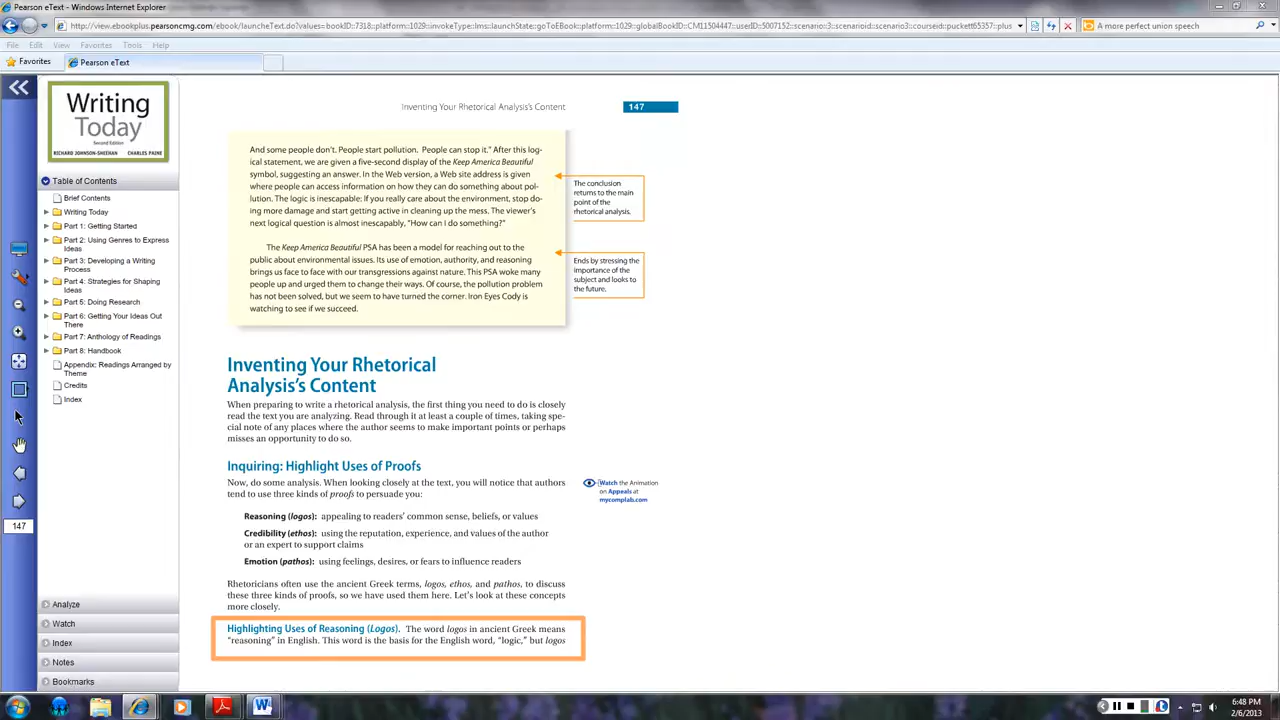 Pearson eText - Windows Internet Explorer
A more perfect union speech
File Edit View Favorites Tools Help
Favorites Pearson eText
Writing
Today
Second Edition
RICHARD JOHNSON-SHEEHAN CHARLES PAINE
Table of Contents
Brief Contents
Writing Today
Part 1: Getting Started
Part 2: Using Genres to Express
Ideas
Part 3: Developing a Writing
Process
Part 4: Strategies for Shaping
Ideas
Part 5: Doing Research
Part 6: Getting Your Ideas Out
There
Part 7: Anthology of Readings
Part 8: Handbook
Appendix: Readings Arranged by
Theme
Credits
Index
147
Analyze
Watch
Index
Notes
Bookmarks
Inventing Your Rhetorical Analysis's Content 147
And some people don't. People start pollution. People can stop it." After this log-
ical statement, we are given a five-second display of the Keep America Beautiful
symbol, suggesting an answer. In the Web version, a Web site address is given
where people can access information on how they can do something about pol-
lution. The logic is inescapable: If you really care about the environment, stop do-
ing more damage and start getting active in cleaning up the mess. The viewer's
next logical question is almost inescapably, "How can I do something?"
The conclusion
returns to the main
point of the
rhetorical analysis.
The Keep America Beautiful PSA has been a model for reaching out to the
public about environmental issues. Its use of emotion, authority, and reasoning
brings us face to face with our transgressions against nature. This PSA woke many
people up and urged them to change their ways. Of course, the pollution problem
has not been solved, but we seem to have turned the corner. Iron Eyes Cody is
watching to see if we succeed.
Ends by stressing the
importance of the
subject and looks to
the future.
Inventing Your Rhetorical
Analysis's Content
When preparing to write a rhetorical analysis, the first thing you need to do is closely
read the text you are analyzing. Read through it at least a couple of times, taking spe-
cial note of any places where the author seems to make important points or perhaps
misses an opportunity to do so.
Inquiring: Highlight Uses of Proofs
Now, do some analysis. When looking closely at the text, you will notice that authors
tend to use three kinds of proofs to persuade you:
Watch the Animation
on Appeals at
mycomplab.com
Reasoning (logos): appealing to readers' common sense, beliefs, or values
Credibility (ethos): using the reputation, experience, and values of the author
or an expert to support claims
Emotion (pathos): using feelings, desires, or fears to influence readers
Rhetoricians often use the ancient Greek terms, logos, ethos, and pathos, to discuss
these three kinds of proofs, so we have used them here. Let's look at these concepts
more closely.
Highlighting Uses of Reasoning (Logos). The word logos in ancient Greek means
"reasoning" in English. This word is the basis for the English word, "logic," but logos
6:48 PM
2/6/2013